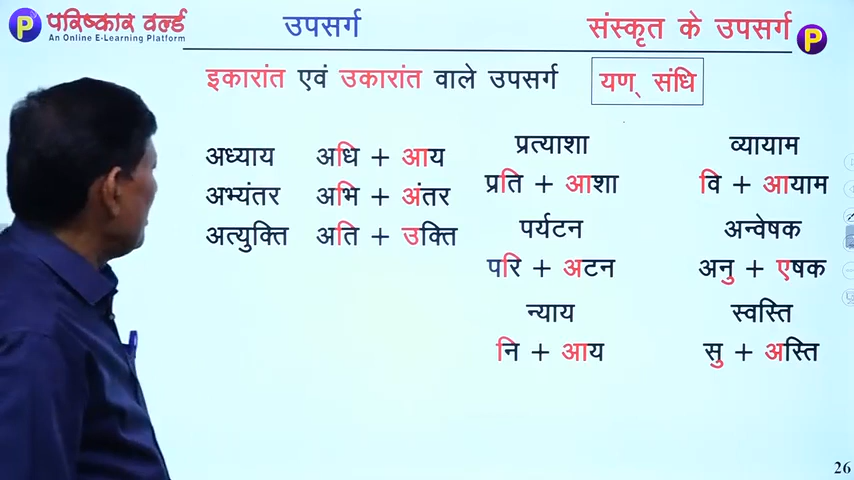 परिष्कार वर्ल्ड
An Online E-Learning Platform
उपसर्ग
संस्कृत के उपसर्ग
इकारांत एवं उकारांत वाले उपसर्ग
यण् संधि
अध्याय अधि + आय
अभ्यंतर अभि + अंतर
अत्युक्ति अति + उक्ति
प्रत्याशा
प्रति + आशा
पर्यटन
परि + अटन
न्याय
नि + आय
व्यायाम
वि + आयाम
अन्वेषक
अनु + एषक
स्वस्ति
सु + अस्ति
26